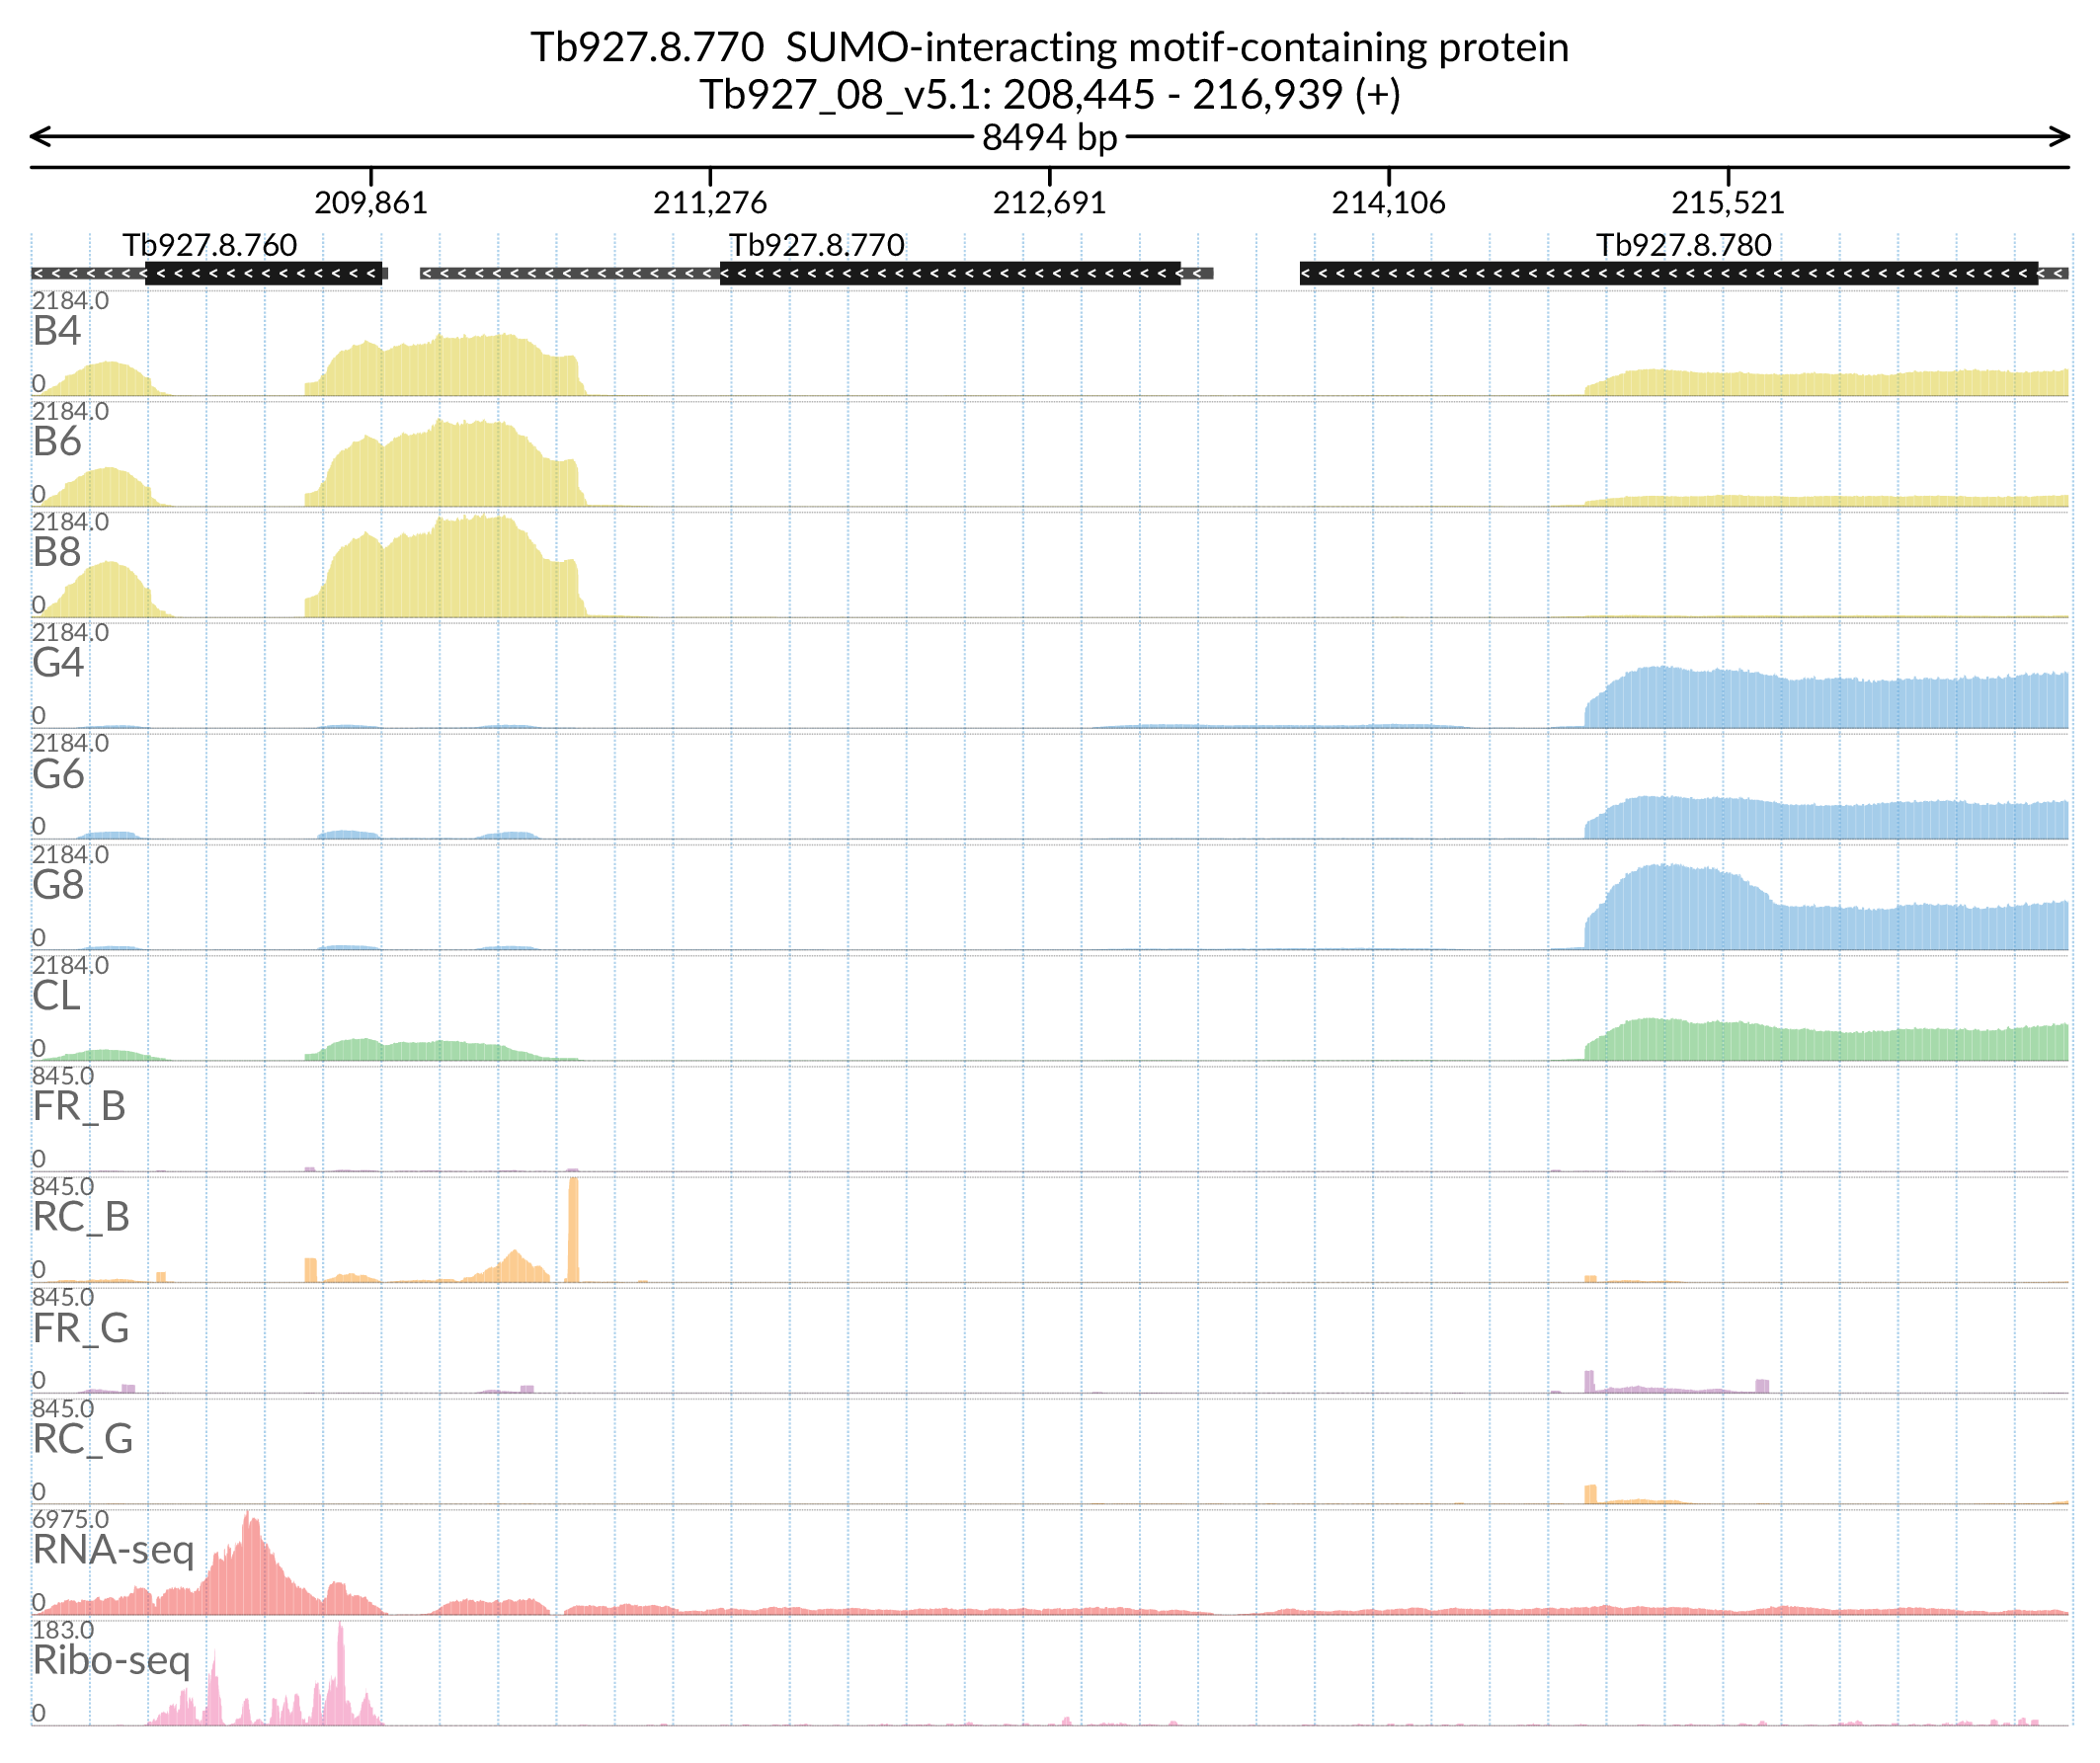 Tb927.8.770  SUMO-interacting motif-containing protein
Tb927_08_v5.1: 208,445 - 216,939 (+)
8494 bp
209,861 211,276 212,691 214,106 215,521
Tb927.8.760 Tb927.8.770 Tb927.8.780
2184.0
B4
0
2184.0
B6
0
2184.0
B8
0
2184.0
G4
0
2184.0
G6
0
2184.0
G8
0
2184.0
CL
0
845.0
FR_B
0
845.0
RC_B
0
845.0
FR_G
0
845.0
RC_G
0
6975.0
RNA-seq
0
183.0
Ribo-seq
0